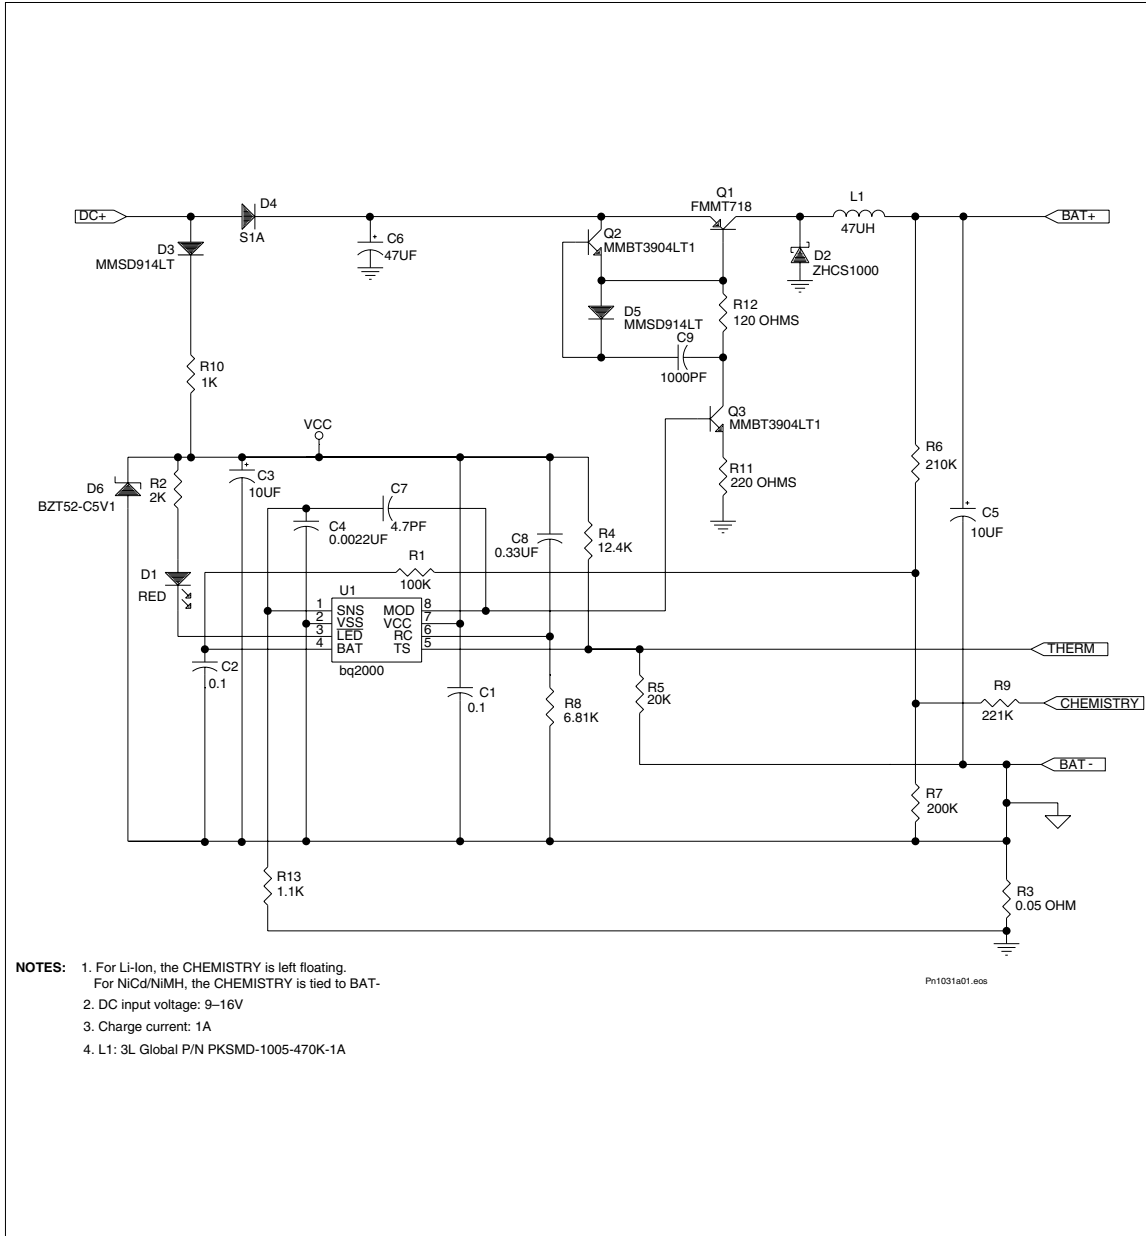 DC+
D4
S1A
D3
MMSD914LT
C6
47UF
Q2
MMBT3904LT1
Q1
FMMT718
L1
47UH
BAT+
D2
ZHCS1000
D5
MMSD914LT
R12
120 OHMS
C9
1000PF
R10
1K
Q3
MMBT3904LT1
VCC
R6
210K
R11
220 OHMS
D6
BZT52-C5V1
R2
2K
C3
10UF
C7
4.7PF
C4
0.0022UF
C8
0.33UF
R4
12.4K
C5
10UF
D1
RED
R1
100K
U1
1 SNS MOD 8
2 VSS VCC 7
3 LED RC 6
4 BAT TS 5
bq2000
THERM
C2
0.1
C1
0.1
R8
6.81K
R5
20K
R9
221K
CHEMISTRY
BAT -
R7
200K
R13
1.1K
R3
0.05 OHM
NOTES: 1. For Li-Ion, the CHEMISTRY is left floating.
For NiCd/NiMH, the CHEMISTRY is tied to BAT-
2. DC input voltage: 9–16V
3. Charge current: 1A
4. L1: 3L Global P/N PKSMD-1005-470K-1A
Pn1031a01.eos